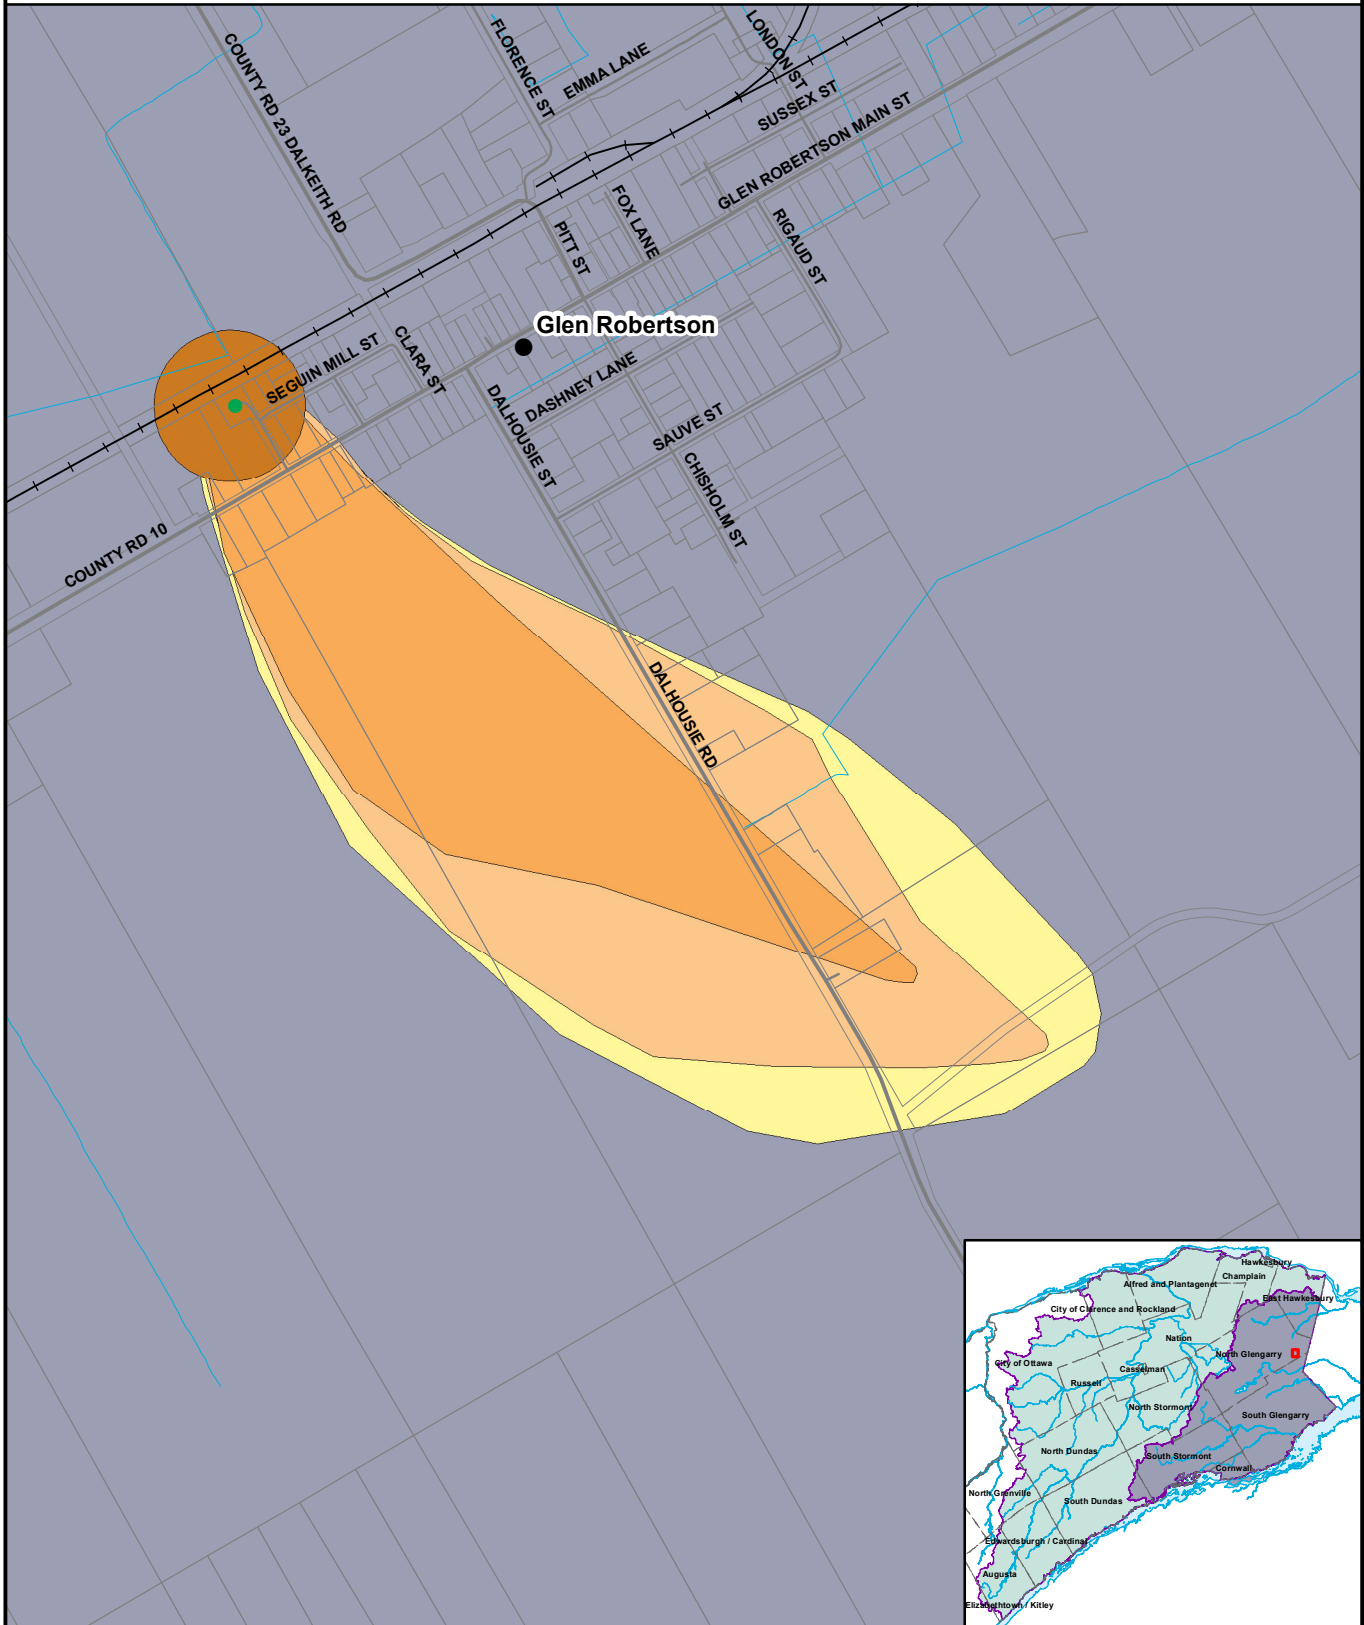 COUNTY RD 23 DALKEITH RD
FLORENCE ST
EMMA LANE
LONDON ST
SUSSEX ST
GLEN ROBERTSON MAIN ST
FOX LANE
PITT ST
RIGAUD ST
Glen Robertson
SEGUIN MILL ST
CLARA ST
DALHOUSIE ST
DASHNEY LANE
SAUVE ST
CHISHOLM ST
COUNTY RD 10
DALHOUSIE RD
Hawkesbury
Champlain
Alfred and Plantagenet
East Hawkesbury
City of Clarence and Rockland
Nation
North Glengarry
City of Ottawa
Casselman
Russell
North Stormont
South Glengarry
North Dundas
South Stormont
Cornwall
North Grenville
South Dundas
Edwardsburgh / Cardinal
Augusta
Elizabethtown / Kitley